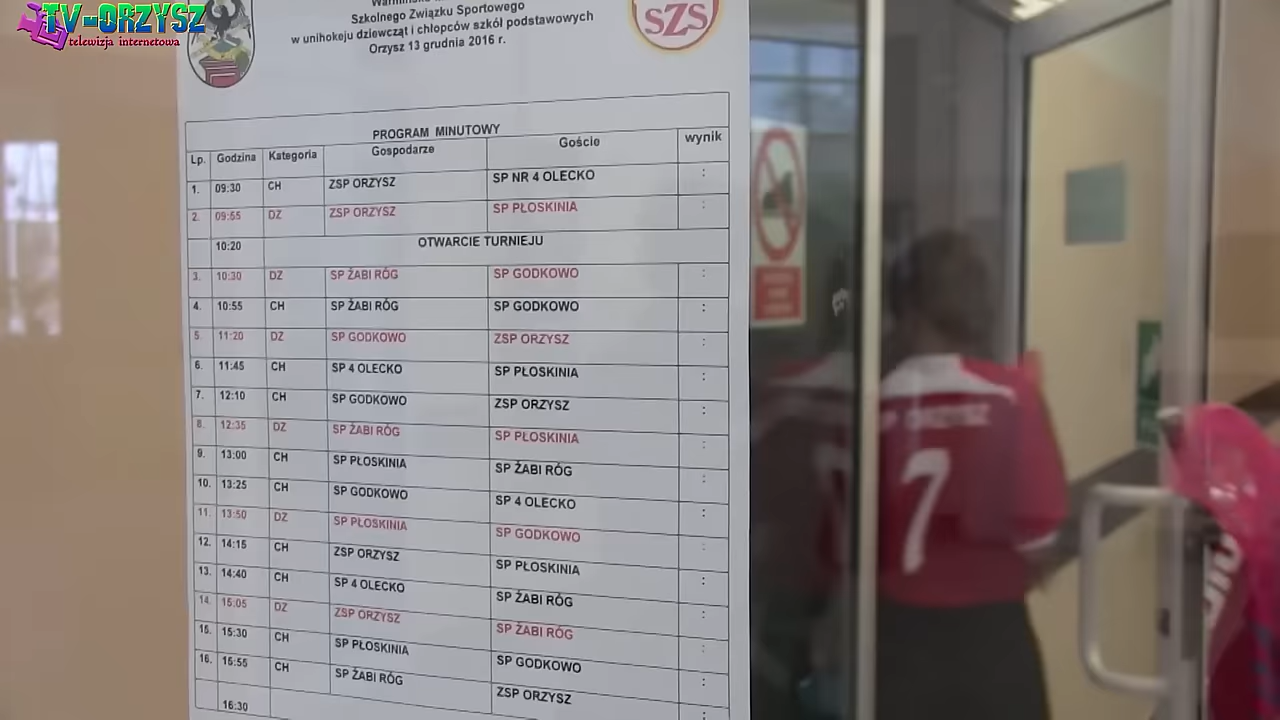 TV-ORZYSZ
telewizja internetowa
Szkolnego Związku Sportowego
w unihokeju dziewcząt i chłopców szkół podstawowych
Orzysz 13 grudnia 2016 r.
SZS
PROGRAM MINUTOWY
Lp. Godzina Kategoria Gospodarze Goście wynik
1. 09:30 CH ZSP ORZYSZ SP NR 4 OLECKO :
2. 09:55 DZ ZSP ORZYSZ SP PŁOSKINIA :
10:20 OTWARCIE TURNIEJU
3. 10:30 DZ SP ŻABI RÓG SP GODKOWO :
4. 10:55 CH SP ŻABI RÓG SP GODKOWO :
5. 11:20 DZ SP GODKOWO ZSP ORZYSZ :
6. 11:45 CH SP 4 OLECKO SP PŁOSKINIA :
7. 12:10 CH SP GODKOWO ZSP ORZYSZ :
8. 12:35 DZ SP ŻABI RÓG SP PŁOSKINIA :
9. 13:00 CH SP PŁOSKINIA SP ŻABI RÓG :
10. 13:25 CH SP GODKOWO SP 4 OLECKO :
11. 13:50 DZ SP PŁOSKINIA SP GODKOWO :
12. 14:15 CH ZSP ORZYSZ SP PŁOSKINIA :
13. 14:40 CH SP 4 OLECKO SP ŻABI RÓG :
14. 15:05 DZ ZSP ORZYSZ SP ŻABI RÓG :
15. 15:30 CH SP PŁOSKINIA SP GODKOWO :
16. 15:55 CH SP ŻABI RÓG ZSP ORZYSZ :
16:30
ORZYSZ
7